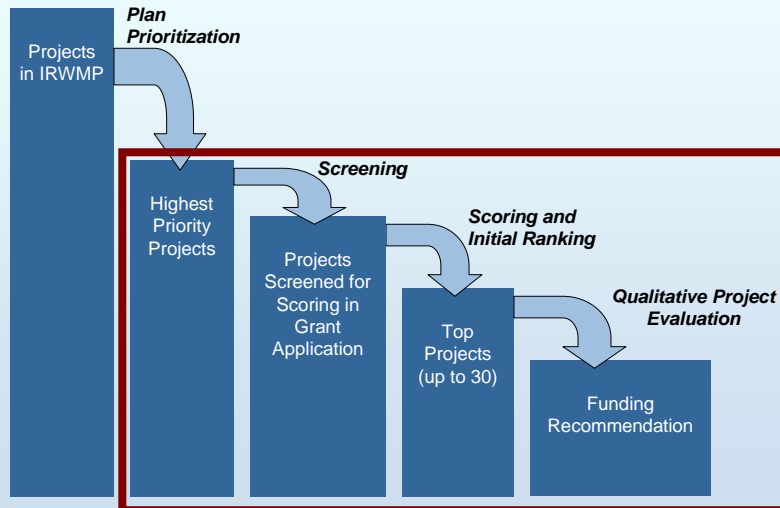 Plan
Prioritization
Projects
in IRWMP
Screening
Highest
Priority
Projects
Scoring and
Initial Ranking
Projects
Screened for
Scoring in
Grant
Application
Qualitative Project
Evaluation
Top
Projects
(up to 30)
Funding
Recommendation